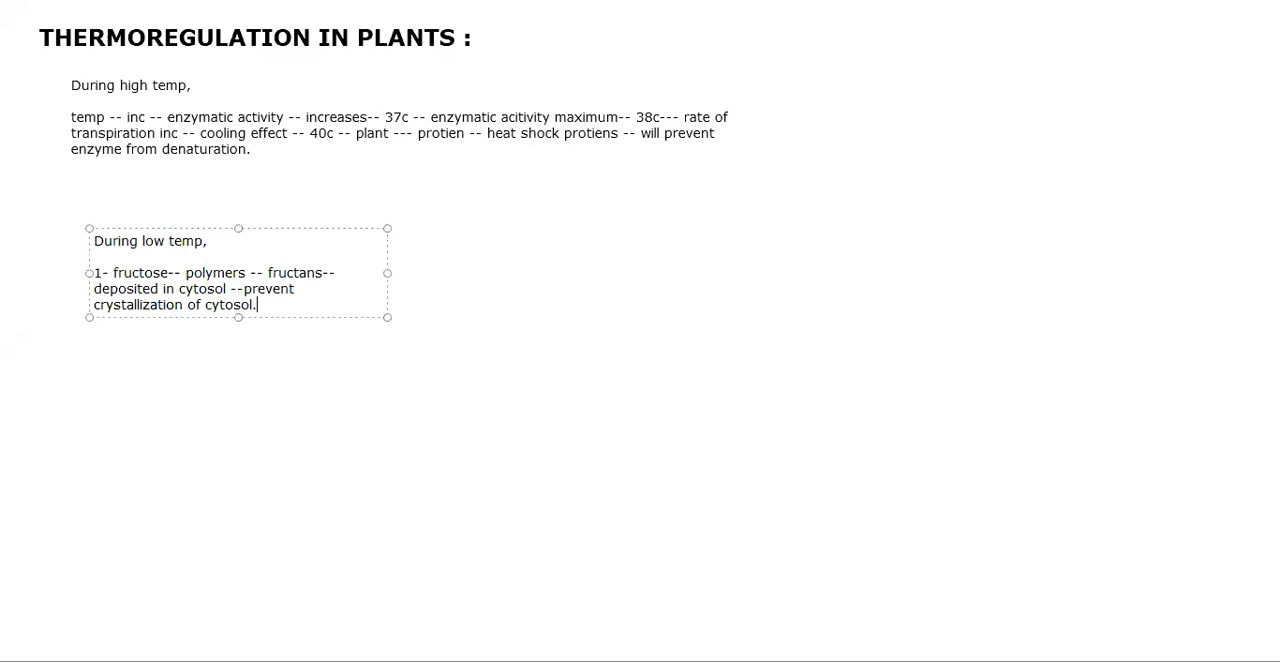 THERMOREGULATION IN PLANTS :
During high temp,
temp -- inc -- enzymatic activity -- increases-- 37c -- enzymatic acitivity maximum-- 38c--- rate of
transpiration inc -- cooling effect -- 40c -- plant --- protien -- heat shock protiens -- will prevent
enzyme from denaturation.
During low temp,
1- fructose-- polymers -- fructans--
deposited in cytosol --prevent
crystallization of cytosol.